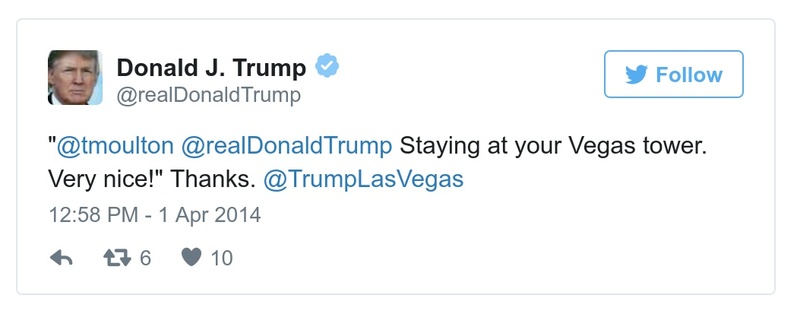 Donald J. Trump
@realDonaldTrump
Follow
"@tmoulton @realDonaldTrump Staying at your Vegas tower.
Very nice!" Thanks. @TrumpLasVegas
12:58 PM - 1 Apr 2014
6 10